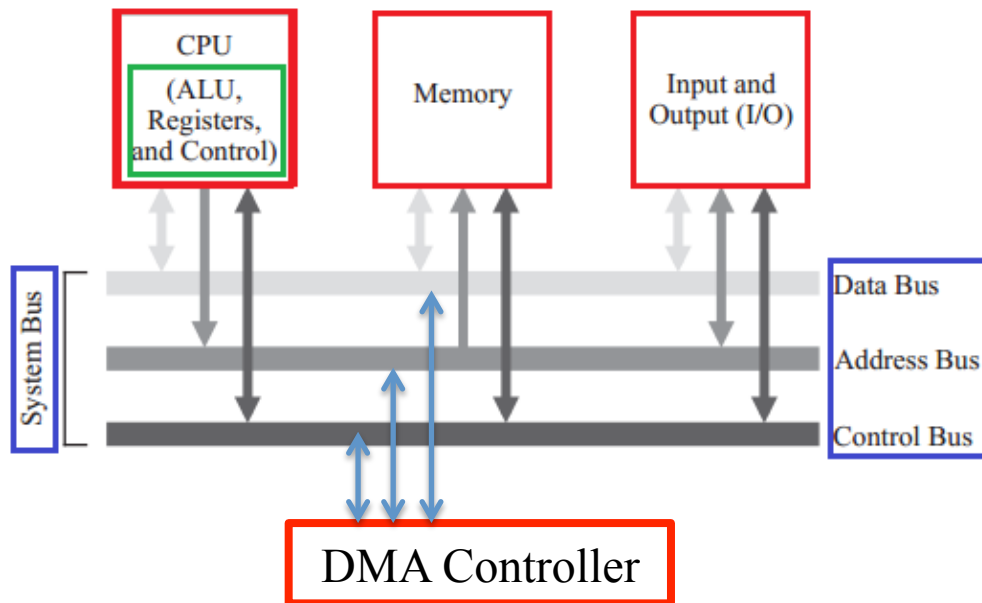 CPU
(ALU,
Registers,
and Control)
Memory
Input and
Output (I/O)
System Bus
Data Bus
Address Bus
Control Bus
DMA Controller